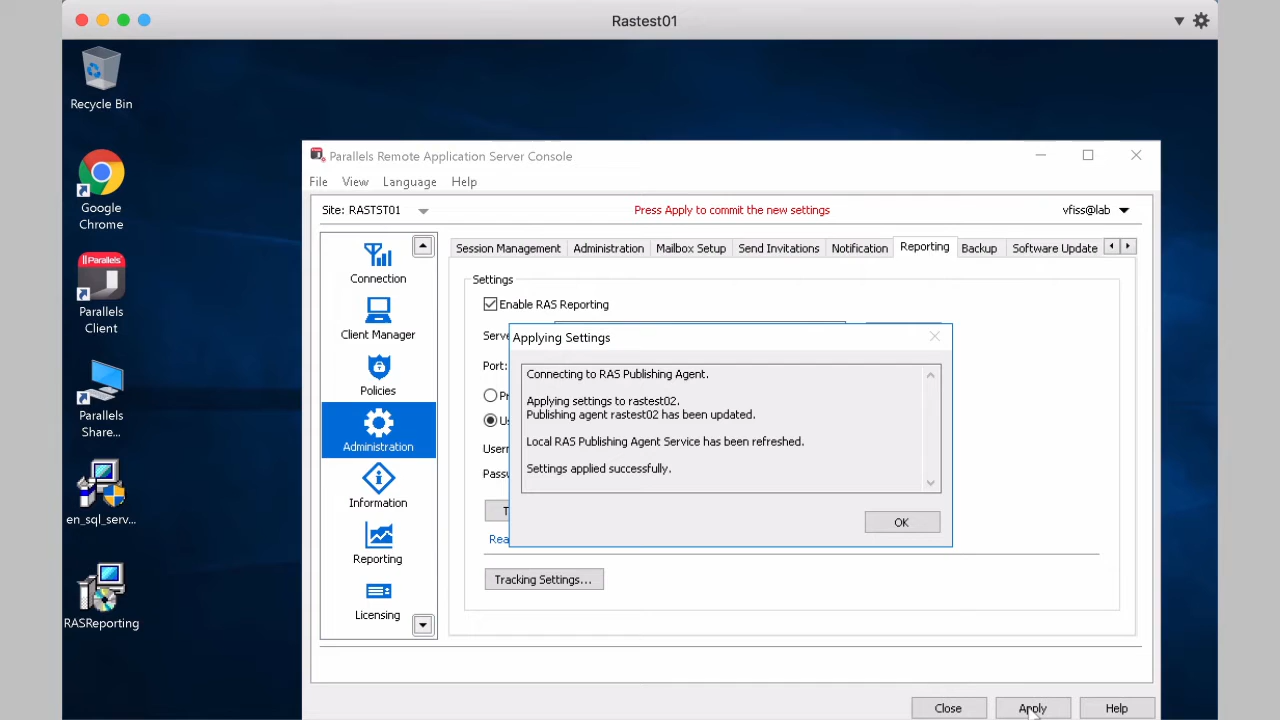 Rastest01
Recycle Bin
Google
Chrome
Parallels
Parallels
Client
Parallels
Share...
en_sql_serv...
RASReporting
Parallels Remote Application Server Console
File View Language Help
Site: RASTST01
Press Apply to commit the new settings
vfiss@lab
Connection
Client Manager
Policies
Administration
Information
Reporting
Licensing
Session Management Administration Mailbox Setup Send Invitations Notification Reporting Backup Software Update
Settings
Enable RAS Reporting
Port:
Applying Settings
Connecting to RAS Publishing Agent.
Applying settings to rastest02.
Publishing agent rastest02 has been updated.
Local RAS Publishing Agent Service has been refreshed.
Settings applied successfully.
OK
Tracking Settings...
Close Apply Help